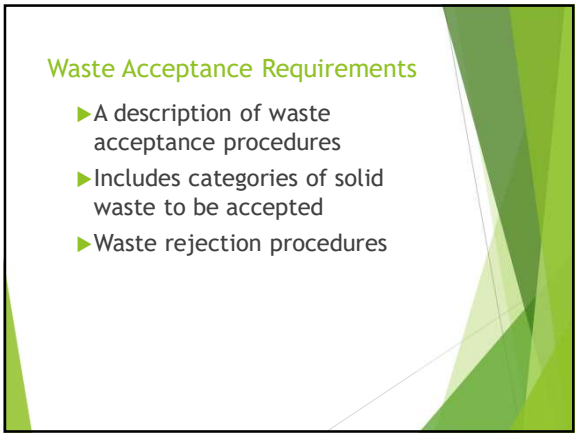 Waste Acceptance Requirements
▶A description of waste
acceptance procedures
▶Includes categories of solid
waste to be accepted
▶Waste rejection procedures